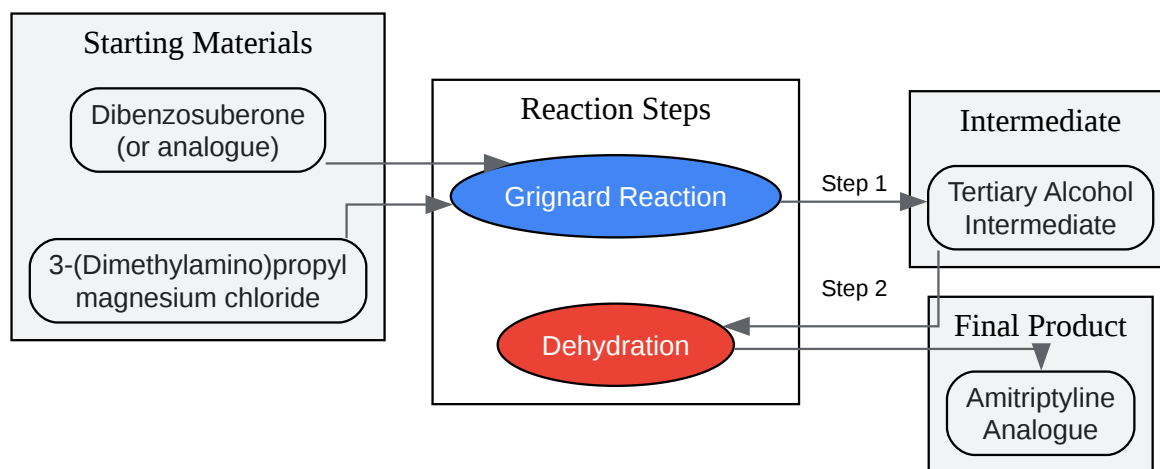 Starting Materials
Dibenzosuberone
(or analogue)
3-(Dimethylamino)propyl
magnesium chloride
Reaction Steps
Grignard Reaction
Dehydration
Step 1
Step 2
Intermediate
Tertiary Alcohol
Intermediate
Final Product
Amitriptyline
Analogue